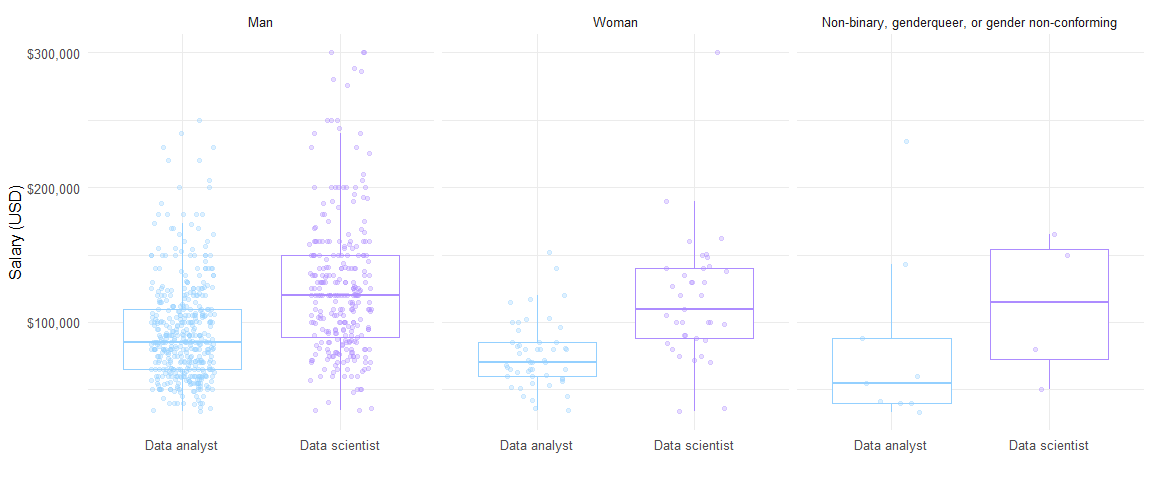 Man
Woman
Non-binary, genderqueer, or gender non-conforming
Salary (USD)
$300,000
$200,000
$100,000
Data analyst
Data scientist
Data analyst
Data scientist
Data analyst
Data scientist